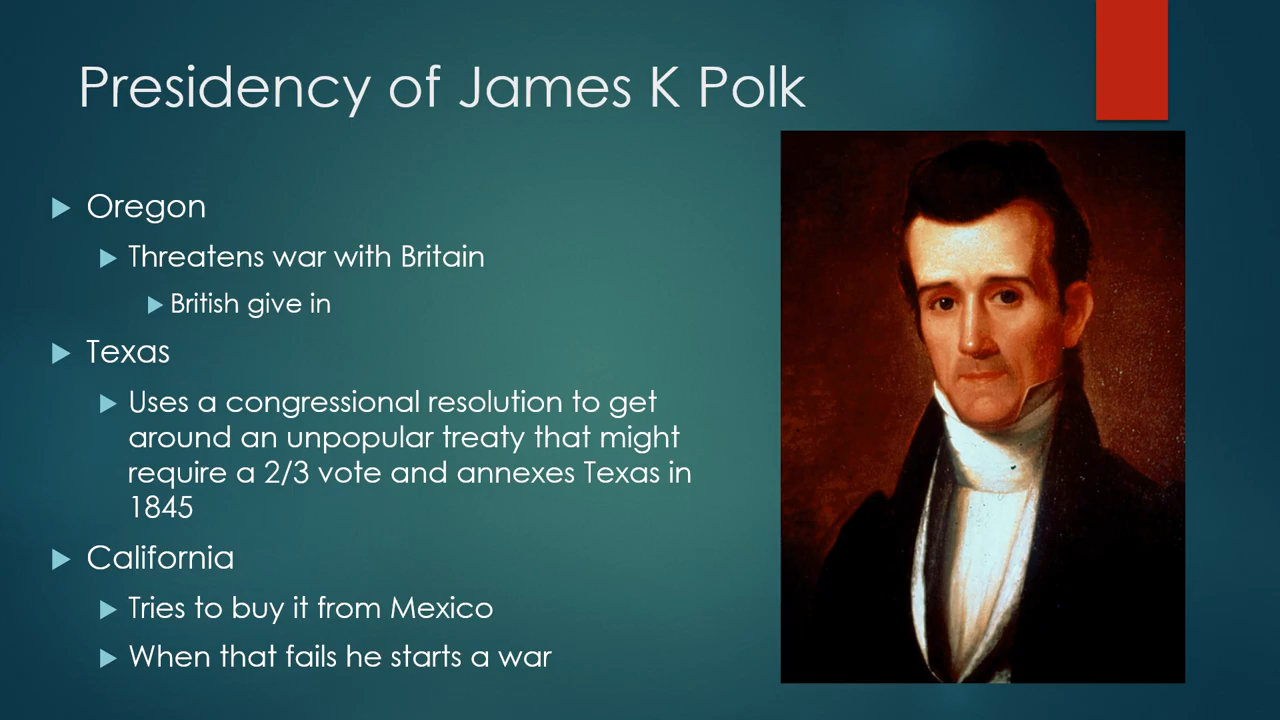 Presidency of James K Polk
Oregon
Threatens war with Britain
British give in
Texas
Uses a congressional resolution to get
around an unpopular treaty that might
require a 2/3 vote and annexes Texas in
1845
California
Tries to buy it from Mexico
When that fails he starts a war